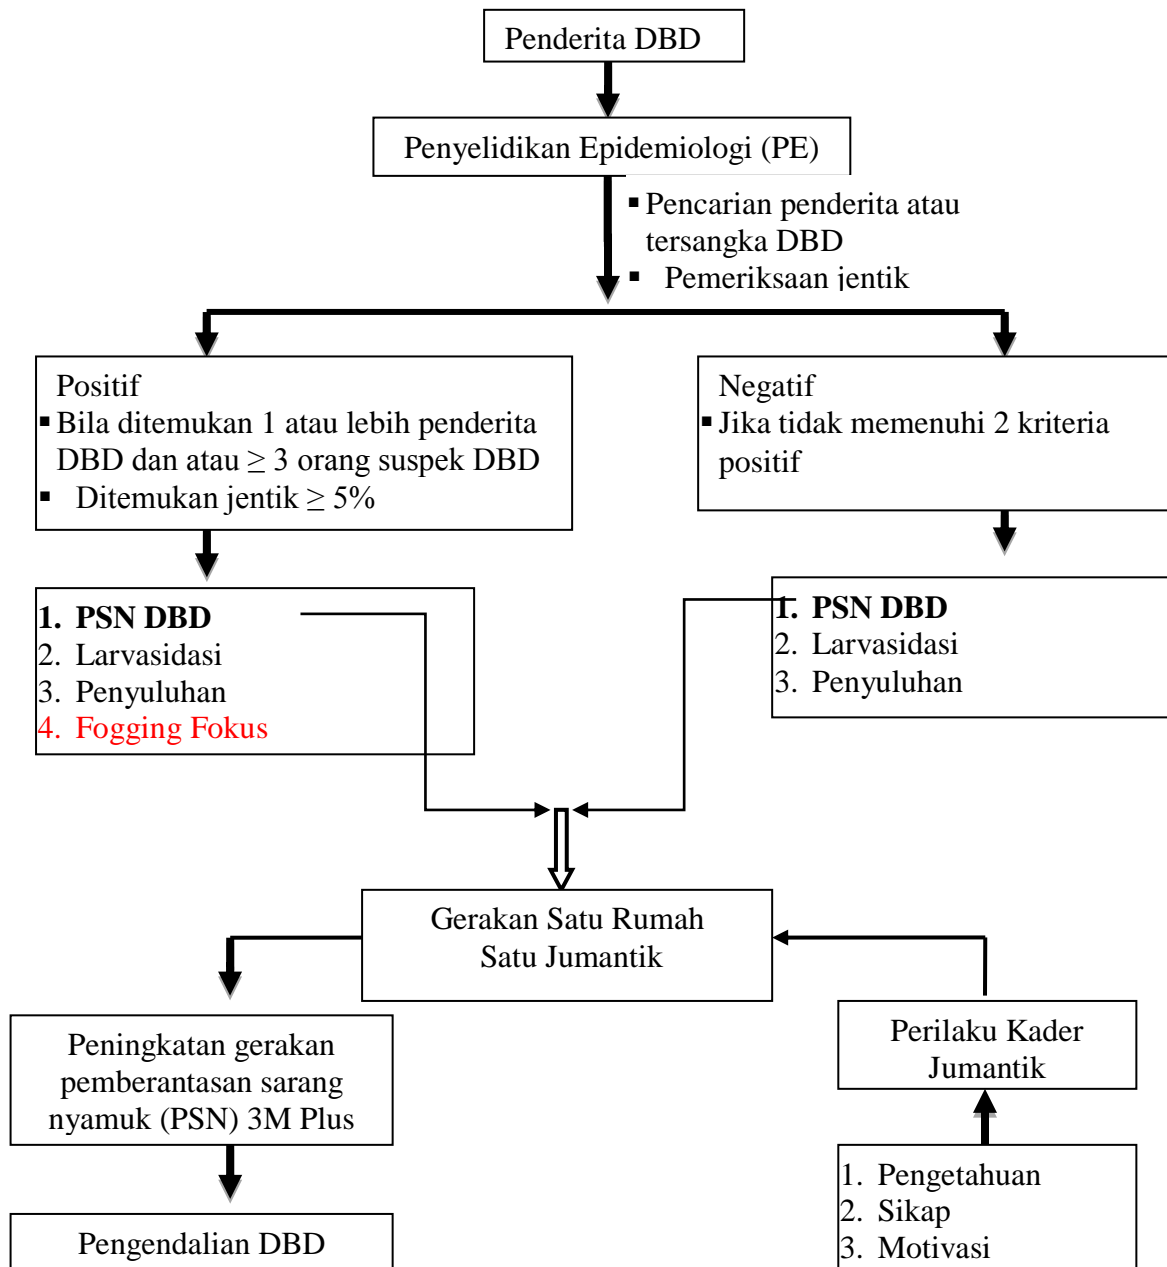 Penderita DBD
Penyelidikan Epidemiologi (PE)
▪ Pencarian penderita atau
tersangka DBD
▪ Pemeriksaan jentik
Positif
▪ Bila ditemukan 1 atau lebih penderita
DBD dan atau ≥ 3 orang suspek DBD
▪ Ditemukan jentik ≥ 5%
Negatif
▪ Jika tidak memenuhi 2 kriteria
positif
1. PSN DBD
2. Larvasidasi
3. Penyuluhan
4. Fogging Fokus
1. PSN DBD
2. Larvasidasi
3. Penyuluhan
Gerakan Satu Rumah
Satu Jumantik
Peningkatan gerakan
pemberantasan sarang
nyamuk (PSN) 3M Plus
Perilaku Kader
Jumantik
Pengendalian DBD
1. Pengetahuan
2. Sikap
3. Motivasi